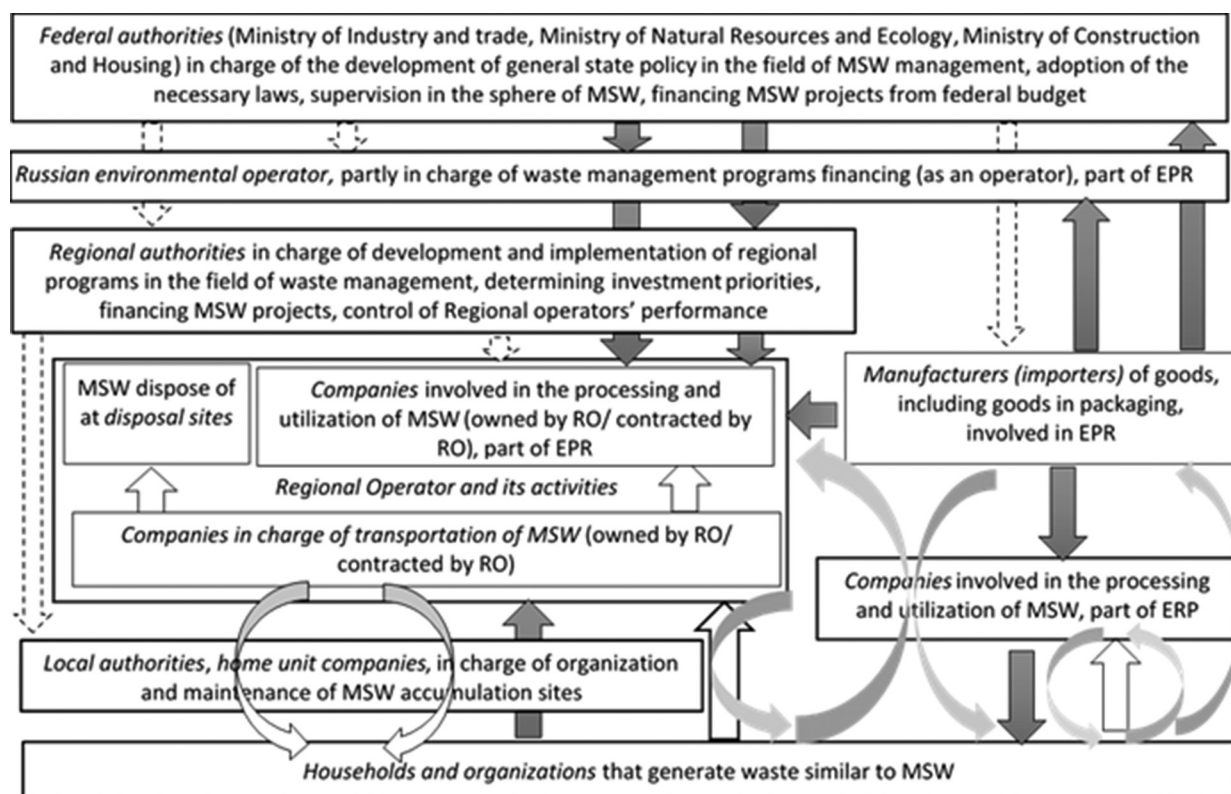 Federal authorities (Ministry of Industry and trade, Ministry of Natural Resources and Ecology, Ministry of Construction
and Housing) in charge of the development of general state policy in the field of MSW management, adoption of the
necessary laws, supervision in the sphere of MSW, financing MSW projects from federal budget
Russian environmental operator, partly in charge of waste management programs financing (as an operator), part of EPR
Regional authorities in charge of development and implementation of regional
programs in the field of waste management, determining investment priorities,
financing MSW projects, control of Regional operators’ performance
MSW dispose of
at disposal sites
Companies involved in the processing and
utilization of MSW (owned by RO/ contracted by
RO), part of EPR
Manufacturers (importers) of goods,
including goods in packaging,
involved in EPR
Regional Operator and its activities
Companies in charge of transportation of MSW (owned by RO/
contracted by RO)
Companies involved in the processing
and utilization of MSW, part of ERP
Local authorities, home unit companies, in charge of organization
and maintenance of MSW accumulation sites
Households and organizations that generate waste similar to MSW